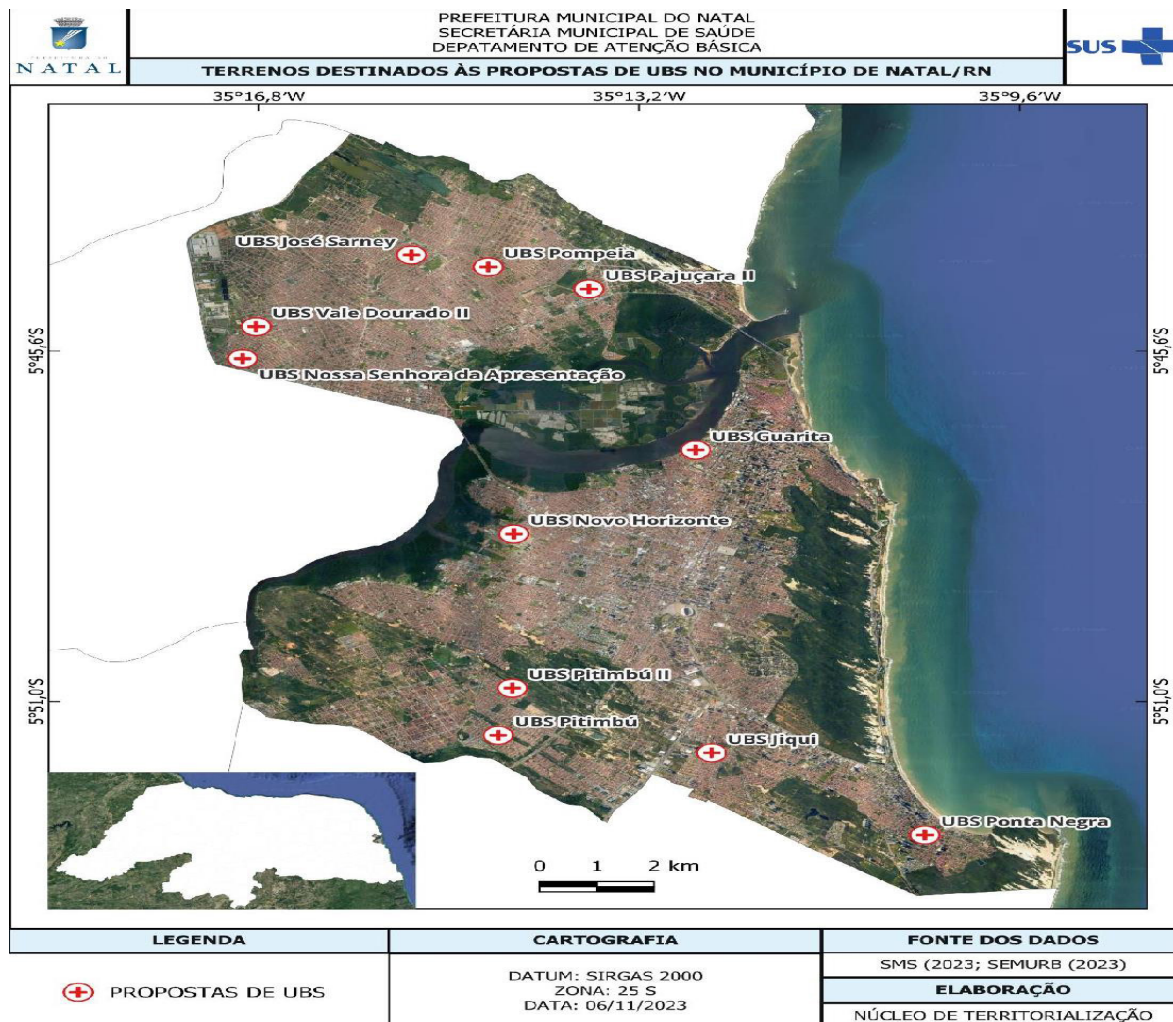 PREFEITURA MUNICIPAL DO NATAL
SECRETÁRIA MUNICIPAL DE SAÚDE
DEPATAMENTO DE ATENÇÃO BÁSICA
PREFEITURA DO
NATAL
SUS
TERRENOS DESTINADOS ÀS PROPOSTAS DE UBS NO MUNICÍPIO DE NATAL/RN
35°16,8'W
35°13,2'W
35°9,6'W
UBS José Sarney
UBS Pompeia
UBS Pajuçara II
UBS Vale Dourado II
5°45,6'S
5°45,6'S
UBS Nossa Senhora da Apresentação
UBS Guarita
UBS Novo Horizonte
UBS Pitimbú II
5°51,0'S
5°51,0'S
UBS Pitimbú
UBS Jiqui
UBS Ponta Negra
0 1 2 km
LEGENDA
PROPOSTAS DE UBS
CARTOGRAFIA
DATUM: SIRGAS 2000
ZONA: 25 S
DATA: 06/11/2023
FONTE DOS DADOS
SMS (2023; SEMURB (2023)
ELABORAÇÃO
NÚCLEO DE TERRITORIALIZAÇÃO